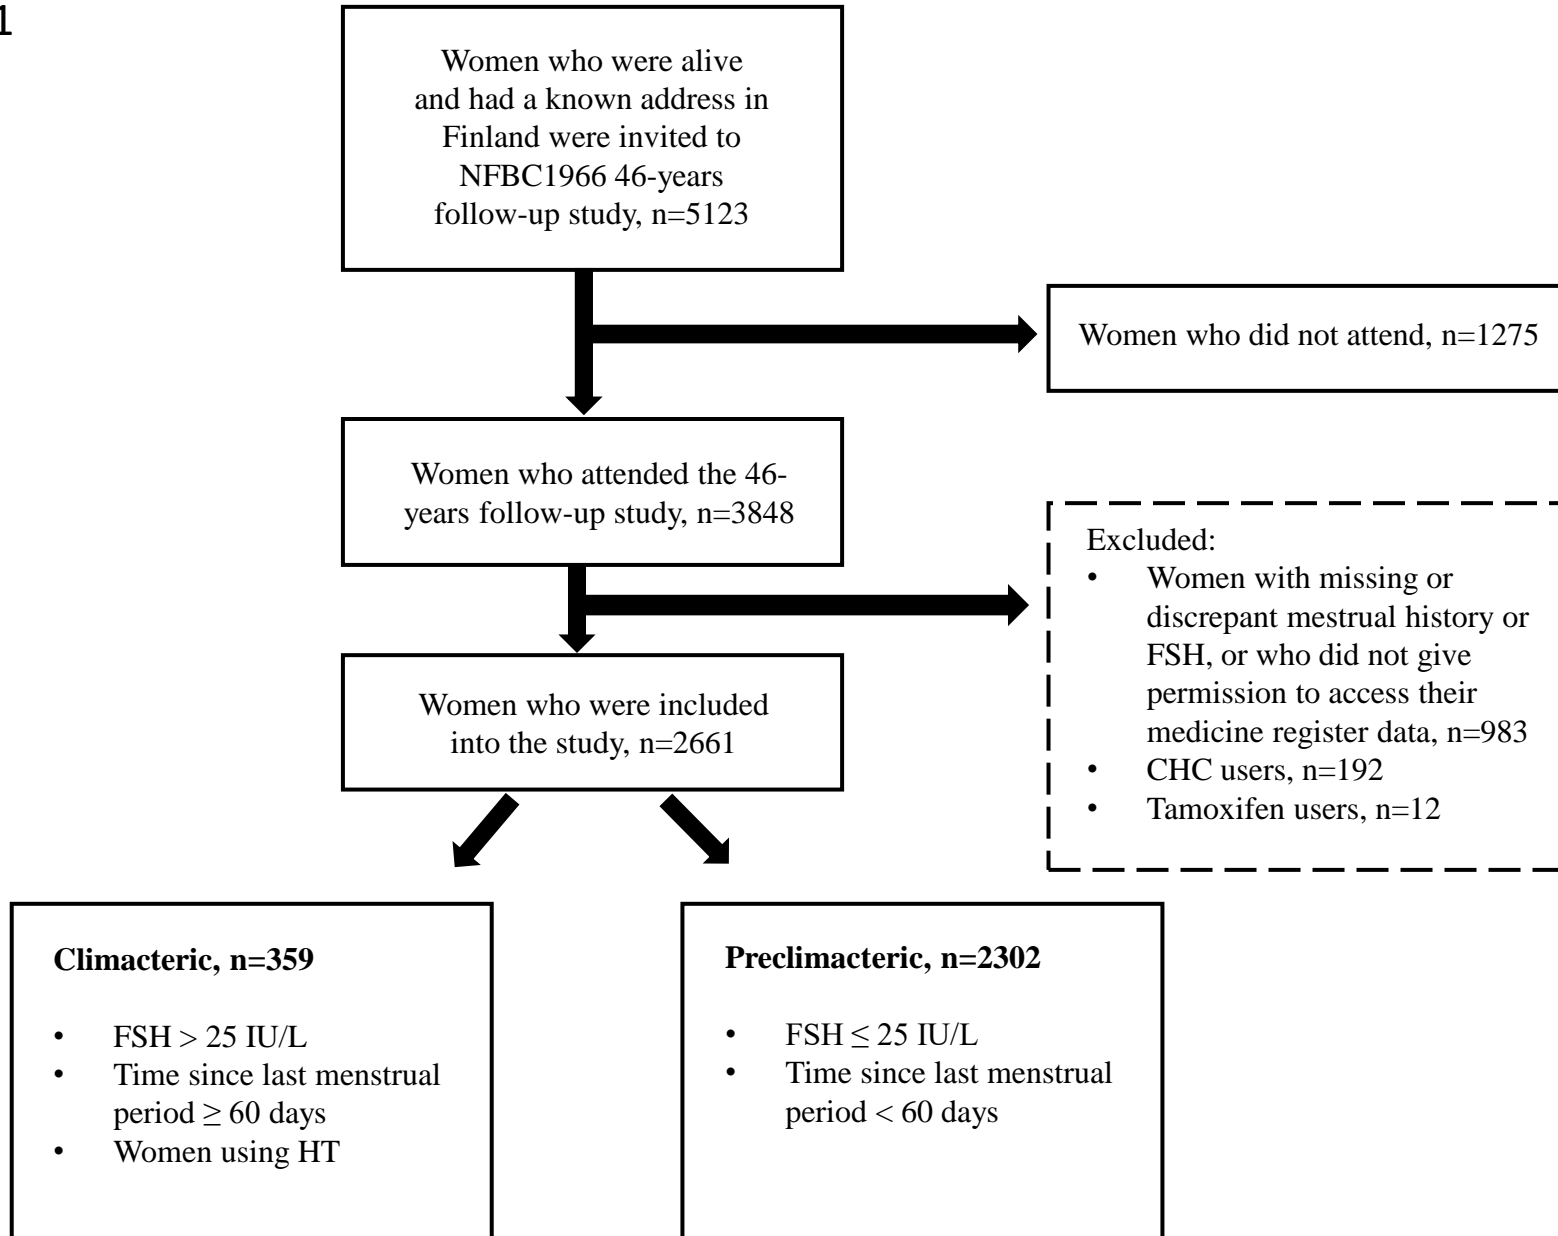 1
Women who were alive
and had a known address in
Finland were invited to
NFBC1966 46-years
follow-up study, n=5123
Women who did not attend, n=1275
Women who attended the 46-
years follow-up study, n=3848
Excluded:
• Women with missing or
discrepant mestrual history or
FSH, or who did not give
permission to access their
medicine register data, n=983
• CHC users, n=192
• Tamoxifen users, n=12
Women who were included
into the study, n=2661
Climacteric, n=359
• FSH > 25 IU/L
• Time since last menstrual
period ≥ 60 days
• Women using HT
Preclimacteric, n=2302
• FSH ≤ 25 IU/L
• Time since last menstrual
period < 60 days